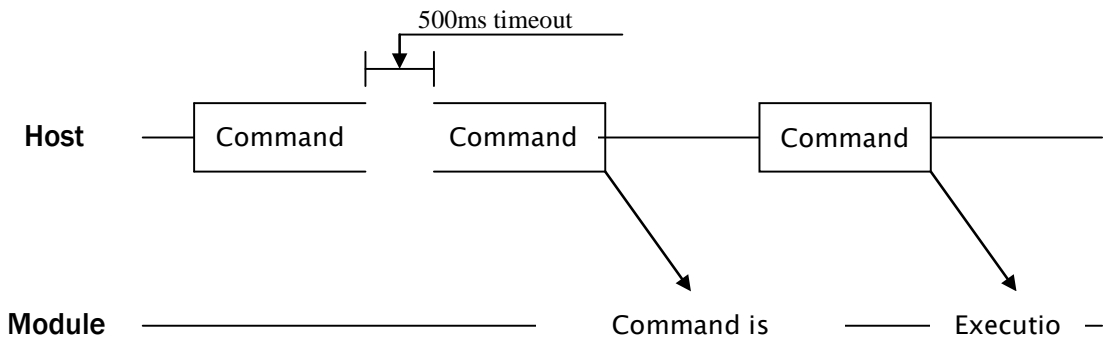 500ms timeout
Host Command Command Command
Module Command is Executio